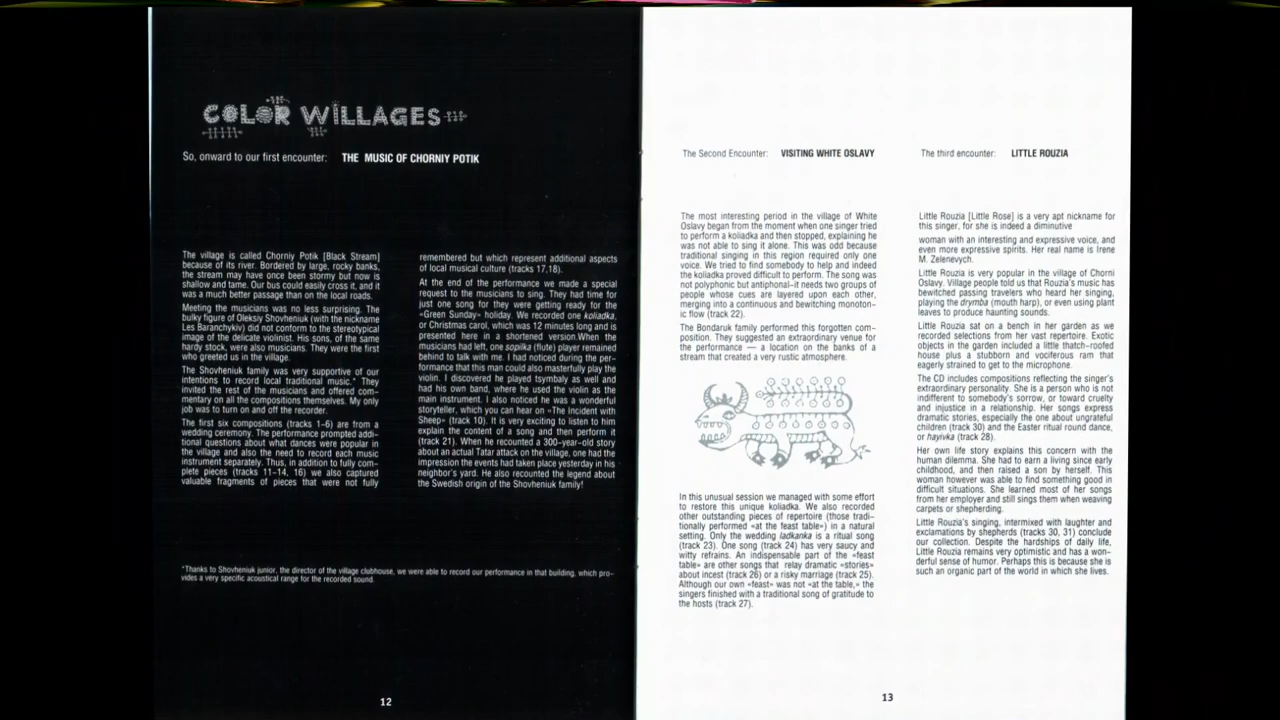 COLOR WILLAGES
So, onward to our first encounter: THE MUSIC OF CHORNIY POTIK
The village is called Chorniy Potik [Black Stream]
because of its river. Bordered by large, rocky banks,
the stream may have once been stormy but now is
shallow and tame. Our bus could easily cross it, and it
was a much better passage than on the local roads.
Meeting the musicians was no less surprising. The
bulky figure of Oleksiy Shovheniuk (with the nickname
Les Baranchykiv) did not conform to the stereotypical
image of the delicate violinist. His sons, of the same
hardy stock, were also musicians. They were the first
who greeted us in the village.
The Shovheniuk family was very supportive of our
intentions to record local traditional music.* They
invited the rest of the musicians and offered com-
mentary on all the compositions themselves. My only
job was to turn on and off the recorder.
The first six compositions (tracks 1-6) are from a
wedding ceremony. The performance prompted addi-
tional questions about what dances were popular in
the village and also the need to record each music
instrument separately. Thus, in addition to fully com-
plete pieces (tracks 11-14, 16) we also captured
valuable fragments of pieces that were not fully
remembered but which represent additional aspects
of local musical culture (tracks 17,18).
At the end of the performance we made a special
request to the musicians to sing. They had time for
just one song for they were getting ready for the
«Green Sunday» holiday. We recorded one koliadka,
or Christmas carol, which was 12 minutes long and is
presented here in a shortened version.When the
musicians had left, one sopilka (flute) player remained
behind to talk with me. I had noticed during the per-
formance that this man could also masterfully play the
violin. I discovered he played tsymbaly as well and
had his own band, where he used the violin as the
main instrument. I also noticed he was a wonderful
storyteller, which you can hear on «The incident with
Sheep» (track 10). It is very exciting to listen to him
explain the content of a song and then perform it
(track 21). When he recounted a 300-year-old story
about an actual Tatar attack on the village, one had the
impression the events had taken place yesterday in his
neighbor's yard. He also recounted the legend about
the Swedish origin of the Shovheniuk family!
*Thanks to Shovheniuk junior, the director of the village clubhouse, we were able to record our performance in that building, which pro-
vides a very specific acoustical range for the recorded sound.
12
The Second Encounter: VISITING WHITE OSLAVY
The most interesting period in the village of White
Oslavy began from the moment when one singer tried
to perform a koliadka and then stopped, explaining he
was not able to sing it alone. This was odd because
traditional singing in this region required only one
voice. We tried to find somebody to help and indeed
the koliadka proved difficult to perform. The song was
not polyphonic but antiphonal–it needs two groups of
people whose cues are layered upon each other,
merging into a continuous and bewitching monoton-
ic flow (track 22).
The Bondaruk family performed this forgotten com-
position. They suggested an extraordinary venue for
the performance — a location on the banks of a
stream that created a very rustic atmosphere.
In this unusual session we managed with some effort
to restore this unique koliadka. We also recorded
other outstanding pieces of repertoire (those tradi-
tionally performed «at the feast table») in a natural
setting. Only the wedding ladkanka is a ritual song
(track 23). One song (track 24) has very saucy and
witty refrains. An indispensable part of the «feast
table» are other songs that relay dramatic «stories»
about incest (track 26) or a risky marriage (track 25).
Although our own «feast» was not «at the table,» the
singers finished with a traditional song of gratitude to
the hosts (track 27).
The third encounter: LITTLE ROUZIA
Little Rouzia [Little Rose] is a very apt nickname for
this singer, for she is indeed a diminutive
woman with an interesting and expressive voice, and
even more expressive spirits. Her real name is Irene
M. Zelenevych.
Little Rouzia is very popular in the village of Chorni
Oslavy. Village people told us that Rouzia's music has
bewitched passing travelers who heard her singing,
playing the drymba (mouth harp), or even using plant
leaves to produce haunting sounds.
Little Rouzia sat on a bench in her garden as we
recorded selections from her vast repertoire. Exotic
objects in the garden included a little thatch-roofed
house plus a stubborn and vociferous ram that
eagerly strained to get to the microphone.
The CD includes compositions reflecting the singer's
extraordinary personality. She is a person who is not
indifferent to somebody's sorrow, or toward cruelty
and injustice in a relationship. Her songs express
dramatic stories, especially the one about ungrateful
children (track 30) and the Easter ritual round dance,
or hayivka (track 28).
Her own life story explains this concern with the
human dilemma. She had to earn a living since early
childhood, and then raised a son by herself. This
woman however was able to find something good in
difficult situations. She learned most of her songs
from her employer and still sings them when weaving
carpets or shepherding.
Little Rouzia's singing, intermixed with laughter and
exclamations by shepherds (tracks 30, 31) conclude
our collection. Despite the hardships of daily life,
Little Rouzia remains very optimistic and has a won-
derful sense of humor. Perhaps this is because she is
such an organic part of the world in which she lives.
13